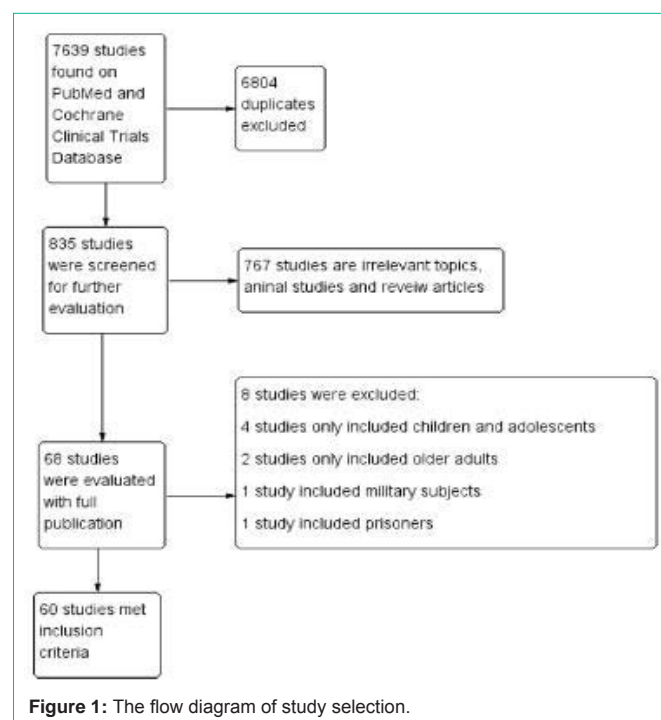 7639 studies
found on
PubMed and
Cochrane
Clinical Trials
Database
6804
duplicates
excluded
835 studies
were screened
for further
evaluation
767 studies are irrelevant topics,
aninal studies and reveiw articles
8 studies were excluded:
4 studies only included children and adolescents
2 studies only included older adults
1 study included military subjects
1 study included prisoners
68 studies
were evaluated
with full
publication
60 studies met
inclusion
criteria
Figure 1: The flow diagram of study selection.